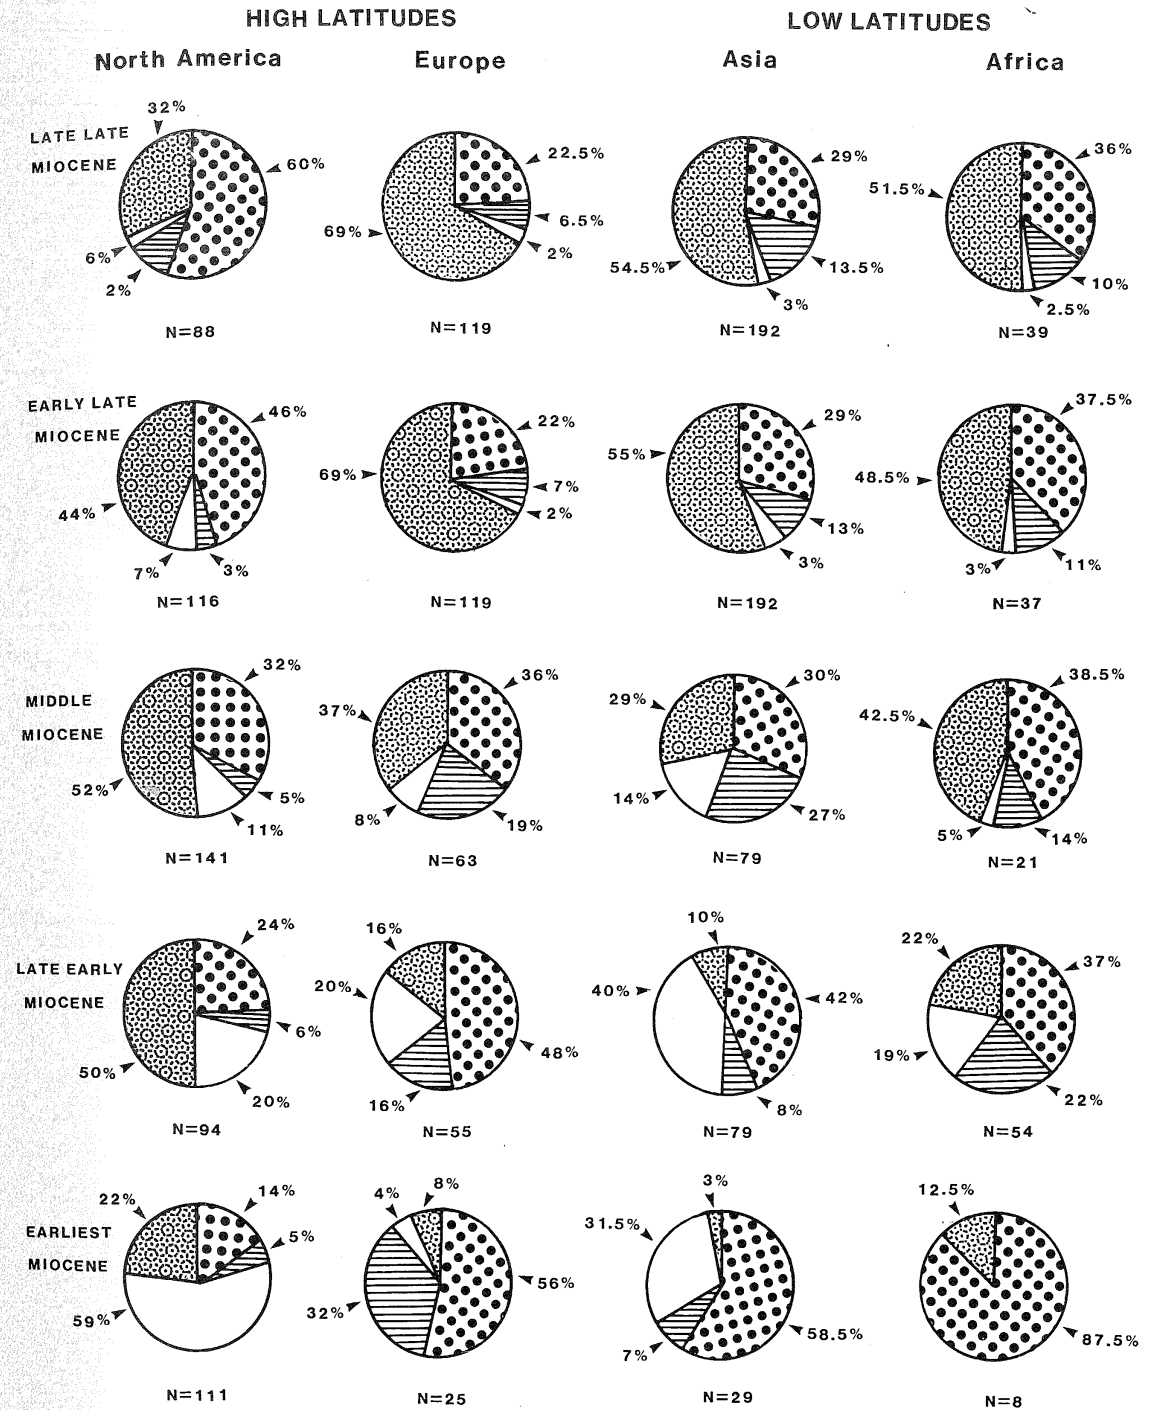 HIGH LATITUDES LOW LATITUDES
North America Europe Asia Africa
LATE LATE
MIOCENE
32%
60%
6%
2%
N=88
22.5%
6.5%
2%
69%
N=119
29%
13.5%
3%
54.5%
N=192
36%
51.5%
10%
2.5%
N=39
EARLY LATE
MIOCENE
46%
44%
7%
3%
N=116
22%
69%
7%
2%
N=119
29%
55%
13%
3%
N=192
37.5%
48.5%
11%
3%
N=37
MIDDLE
MIOCENE
32%
52%
5%
11%
N=141
36%
37%
8%
19%
N=63
30%
29%
14%
27%
N=79
38.5%
42.5%
5%
14%
N=21
LATE EARLY
MIOCENE
24%
6%
50%
20%
N=94
16%
20%
48%
16%
N=55
10%
40%
42%
8%
N=79
22%
37%
19%
22%
N=54
EARLIEST
MIOCENE
22%
14%
5%
59%
N=111
4%
8%
56%
32%
N=25
3%
31.5%
58.5%
7%
N=29
12.5%
87.5%
N=8